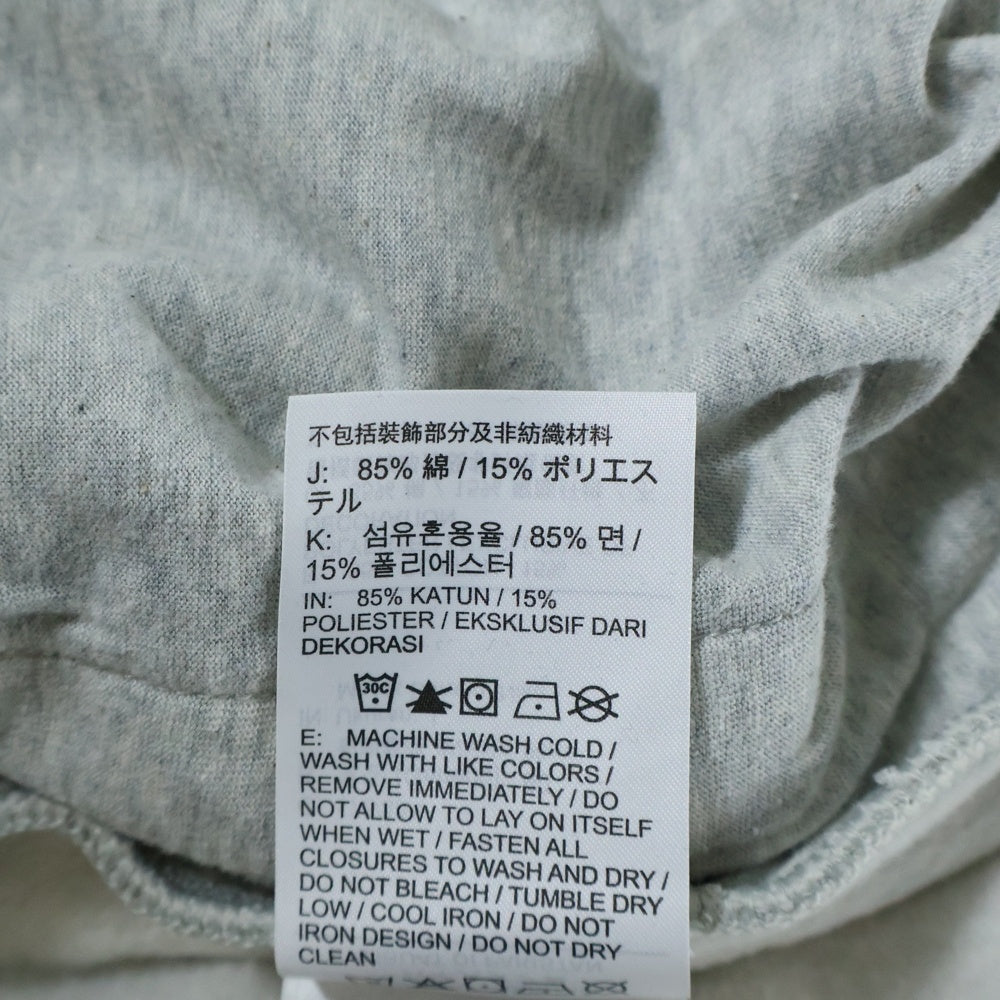 不包括裝飾部分及非紡織材料
J: 85% 綿 / 15% ポリエス
テル
K: 섬유혼용율 / 85% 면 /
15% 폴리에스터
IN: 85% KATUN / 15%
POLIESTER / EKSKLUSIF DARI
DEKORASI
30C
E: MACHINE WASH COLD /
WASH WITH LIKE COLORS /
REMOVE IMMEDIATELY / DO
NOT ALLOW TO LAY ON ITSELF
WHEN WET / FASTEN ALL
CLOSURES TO WASH AND DRY /
DO NOT BLEACH / TUMBLE DRY
LOW / COOL IRON / DO NOT
IRON DESIGN / DO NOT DRY
CLEAN